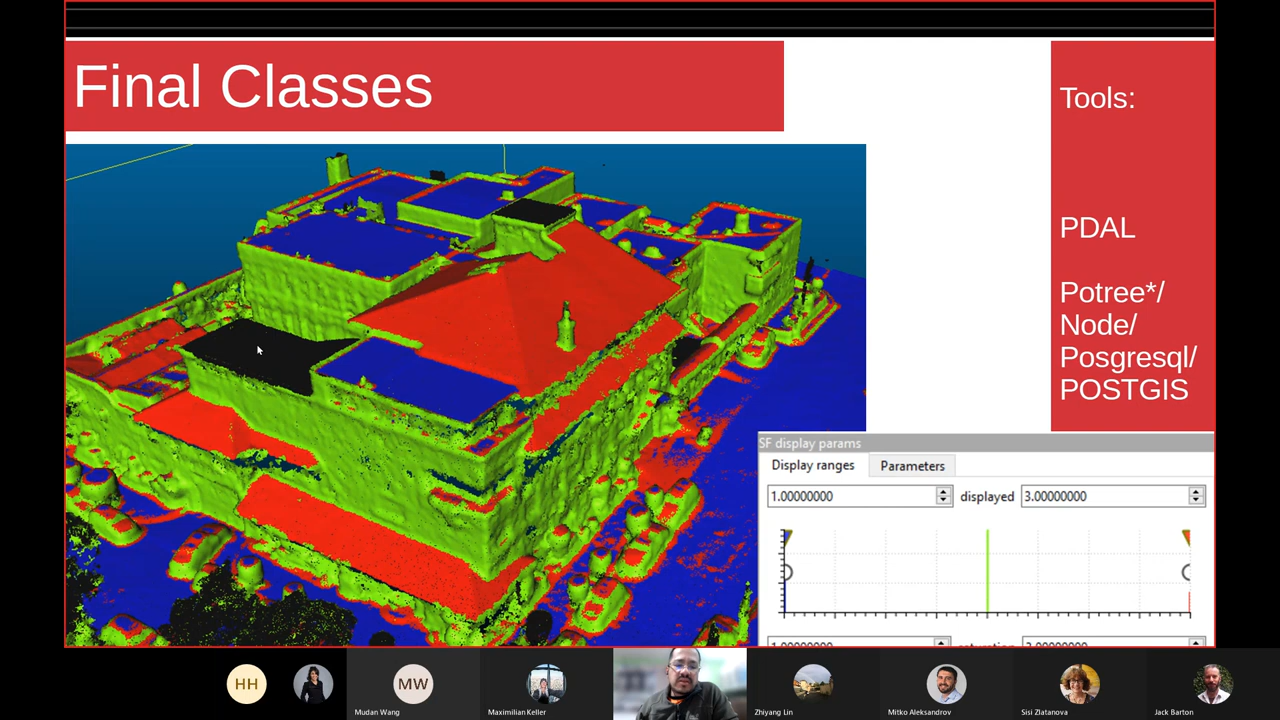 Final Classes
Tools:
PDAL
Potree*/
Node/
Posgresql/
POSTGIS
SF display params
Display ranges
Parameters
1.00000000
displayed
3.00000000
HH
MW
Mudan Wang
Maximilian Keller
Zhiyang Lin
Mitko Aleksandrov
Sisi Zlatanova
Jack Barton